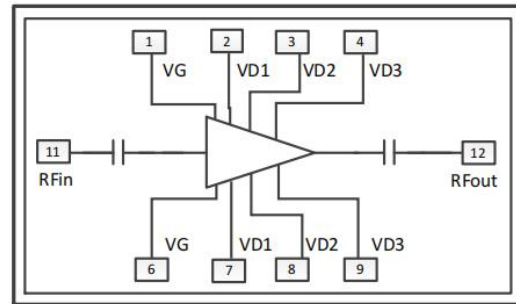 1 2 3 4
VG VD1 VD2 VD3
11 12
RFin RFout
VG VD1 VD2 VD3
6 7 8 9